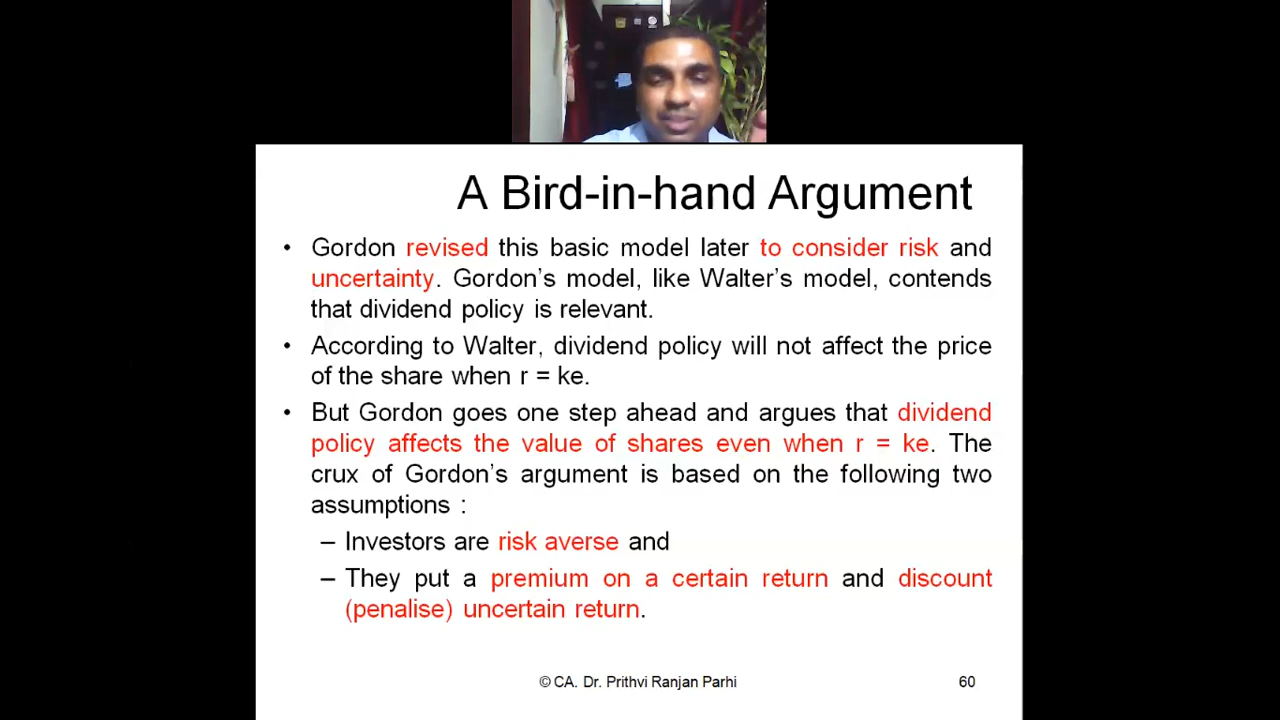 A Bird-in-hand Argument
• Gordon revised this basic model later to consider risk and
uncertainty. Gordon's model, like Walter's model, contends
that dividend policy is relevant.
• According to Walter, dividend policy will not affect the price
of the share when r = ke.
• But Gordon goes one step ahead and argues that dividend
policy affects the value of shares even when r = ke. The
crux of Gordon's argument is based on the following two
assumptions :
– Investors are risk averse and
– They put a premium on a certain return and discount
(penalise) uncertain return.
© CA. Dr. Prithvi Ranjan Parhi
60